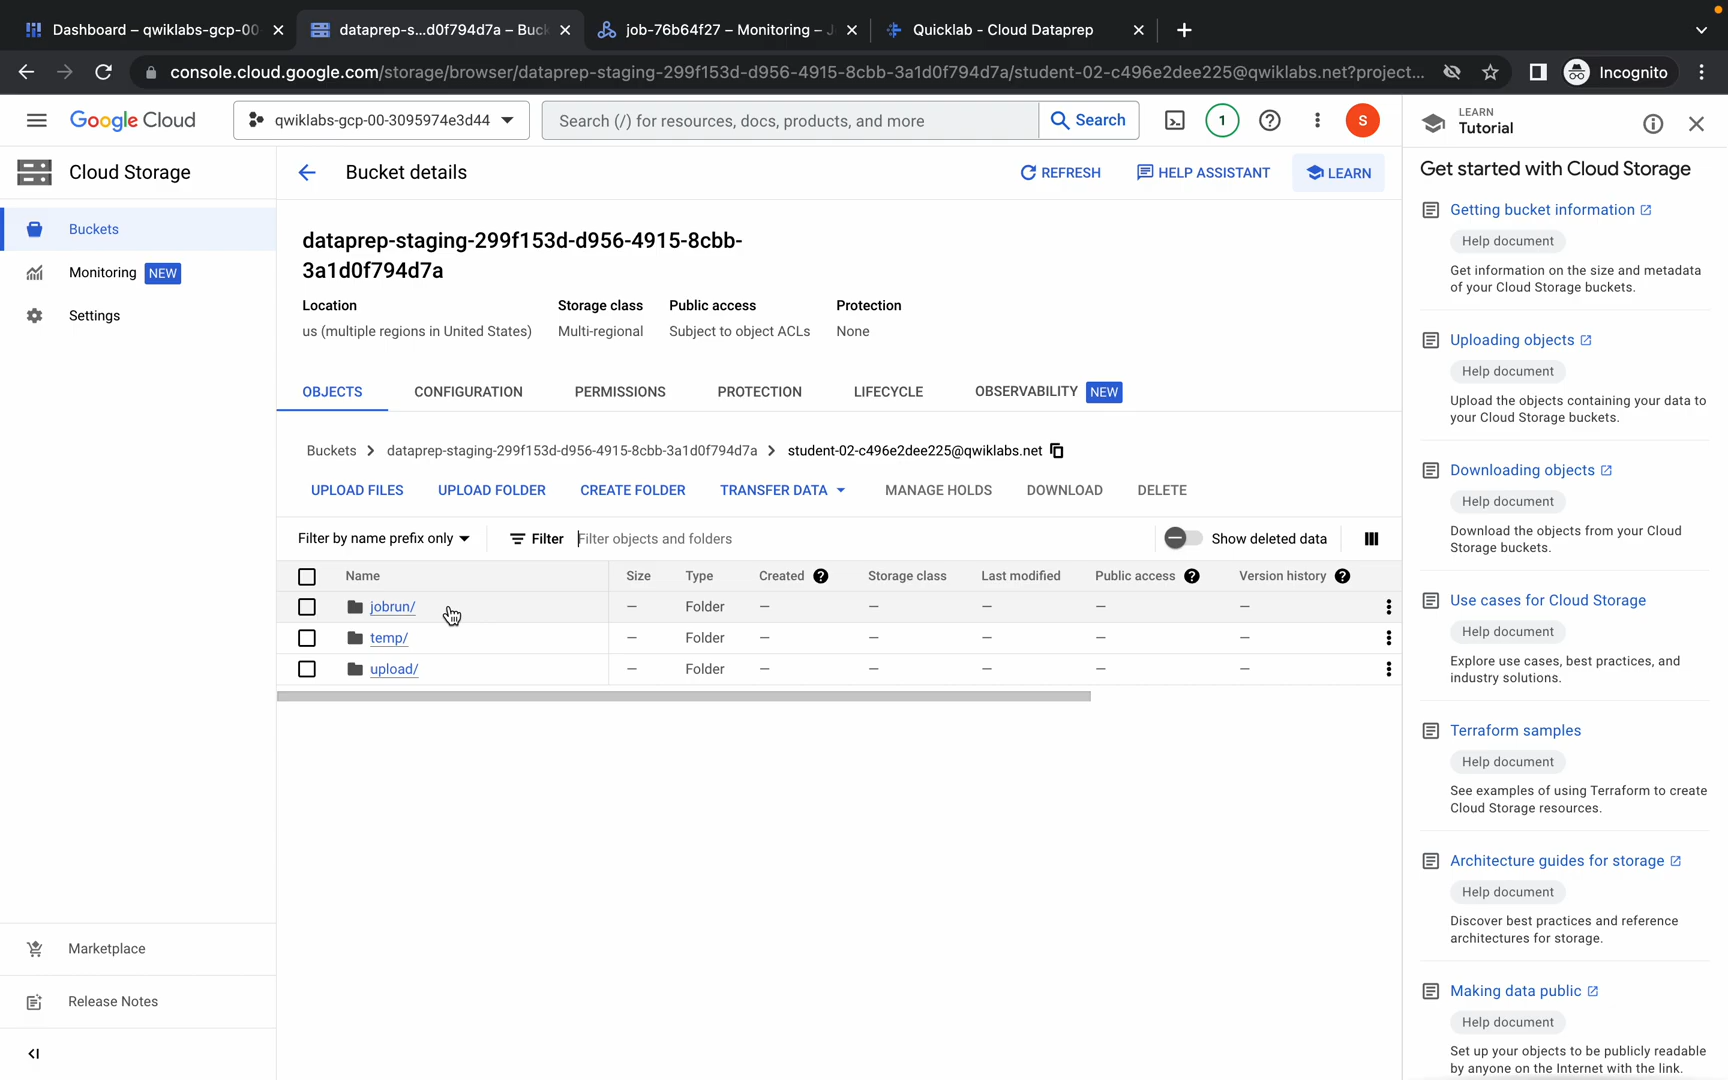 Dashboard – qwiklabs-gcp-00
dataprep-s...d0f794d7a – Buc
job-76b64f27 – Monitoring –
Quicklab - Cloud Dataprep
console.cloud.google.com/storage/browser/dataprep-staging-299f153d-d956-4915-8cbb-3a1d0f794d7a/student-02-c496e2dee225@qwiklabs.net?project...
Incognito
Google Cloud
qwiklabs-gcp-00-3095974e3d44
Search (/) for resources, docs, products, and more
Search
1
S
LEARN
Tutorial
Cloud Storage
Buckets
Monitoring NEW
Settings
Marketplace
Release Notes
Bucket details
REFRESH
HELP ASSISTANT
LEARN
dataprep-staging-299f153d-d956-4915-8cbb-
3a1d0f794d7a
Location Storage class Public access Protection
us (multiple regions in United States) Multi-regional Subject to object ACLs None
OBJECTS CONFIGURATION PERMISSIONS PROTECTION LIFECYCLE OBSERVABILITY NEW
Buckets > dataprep-staging-299f153d-d956-4915-8cbb-3a1d0f794d7a > student-02-c496e2dee225@qwiklabs.net
UPLOAD FILES UPLOAD FOLDER CREATE FOLDER TRANSFER DATA MANAGE HOLDS DOWNLOAD DELETE
Filter by name prefix only Filter Filter objects and folders Show deleted data
Name Size Type Created Storage class Last modified Public access Version history
jobrun/ — Folder — — — — —
temp/ — Folder — — — — —
upload/ — Folder — — — — —
Get started with Cloud Storage
Getting bucket information
Help document
Get information on the size and metadata
of your Cloud Storage buckets.
Uploading objects
Help document
Upload the objects containing your data to
your Cloud Storage buckets.
Downloading objects
Help document
Download the objects from your Cloud
Storage buckets.
Use cases for Cloud Storage
Help document
Explore use cases, best practices, and
industry solutions.
Terraform samples
Help document
See examples of using Terraform to create
Cloud Storage resources.
Architecture guides for storage
Help document
Discover best practices and reference
architectures for storage.
Making data public
Help document
Set up your objects to be publicly readable
by anyone on the Internet with the link.